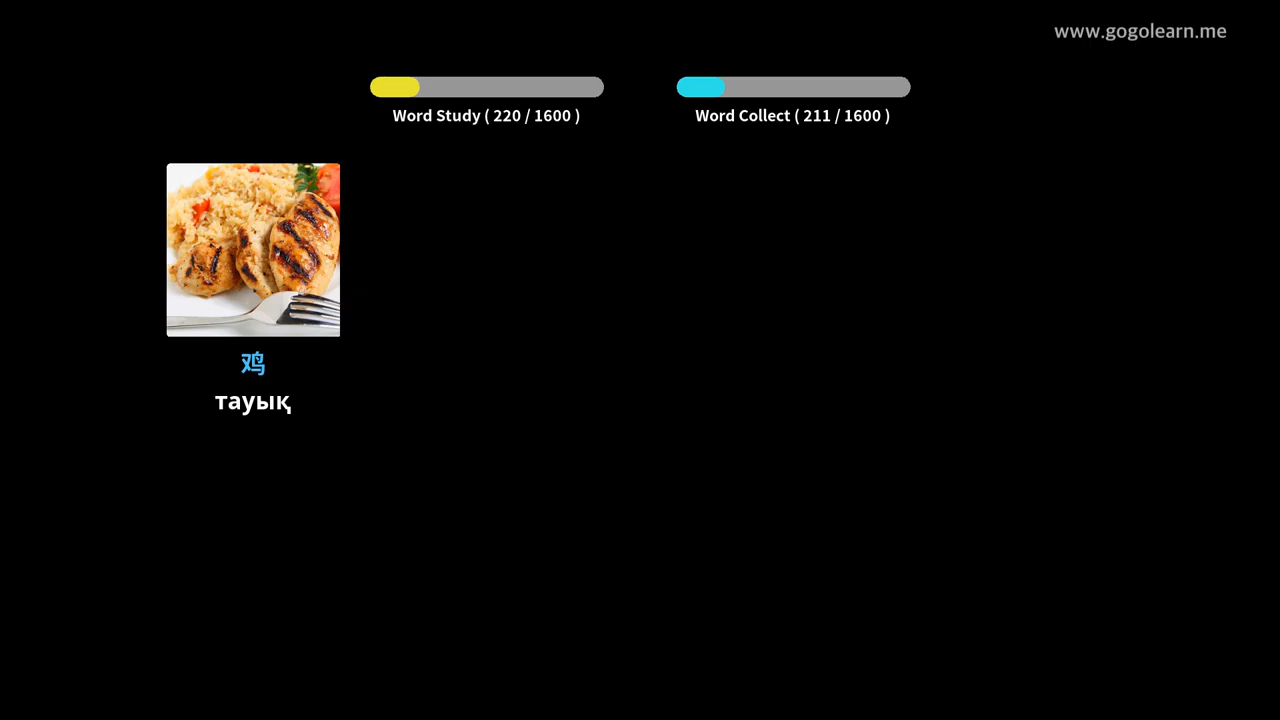 www.gogolearn.me
Word Study ( 220 / 1600 )
Word Collect ( 211 / 1600 )
鸡
тауық